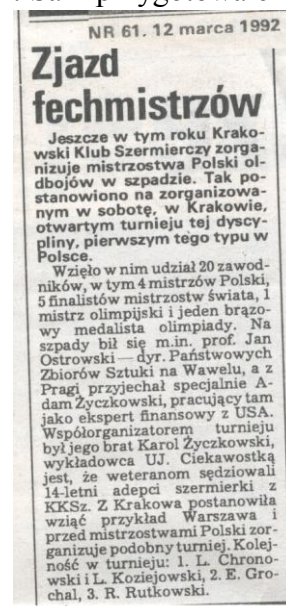 NR 61. 12 marca 1992
Zjazd
fechmistrzów
Jeszcze w tym roku Krako-
wski Klub Szermierczy zorga-
nizuje mistrzostwa Polski ol-
dbojów w szpadzie. Tak po-
stanowiono na zorganizowa-
nym w sobotę, w Krakowie,
otwartym turnieju tej dyscy-
pliny, pierwszym tego typu w
Polsce.
Wzięło w nim udział 20 zawod-
ników, w tym 4 mistrzów Polski,
5 finalistów mistrzostw świata, 1
mistrz olimpijski i jeden brązo-
wy medalista olimpiady. Na
szpady bił się m.in. prof. Jan
Ostrowski — dyr. Państwowych
Zbiorów Sztuki na Wawelu, a z
Pragi przyjechał specjalnie A-
dam Życzkowski, pracujący tam
jako ekspert finansowy z USA.
Współorganizatorem turnieju
był jego brat Karol Życzkowski,
wykładowca UJ. Ciekawostką
jest, że weteranom sędziowali
14-letni adepci szermierki z
KKSz. Z Krakowa postanowiła
wziąć przykład Warszawa i
przed mistrzostwami Polski zor-
ganizuje podobny turniej. Kolej-
ność w turnieju: 1. L. Chrono-
wski i L. Koziejowski, 2. E. Gro-
chal, 3. R. Rutkowski.